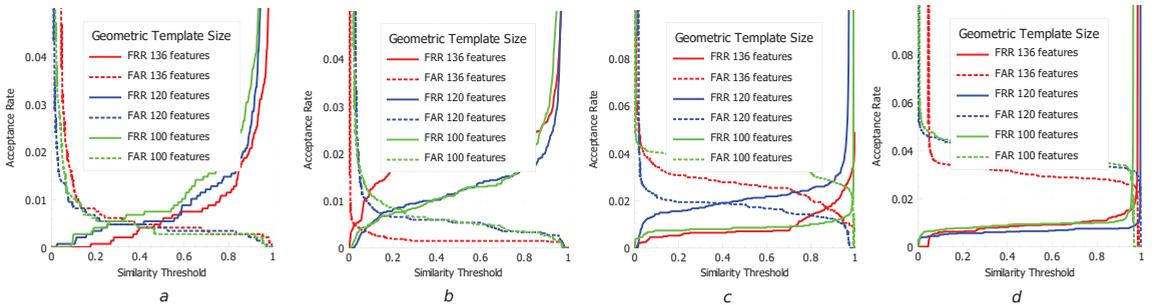 Geometric Template Size
FRR 136 features
FAR 136 features
FRR 120 features
FAR 120 features
FRR 100 features
FAR 100 features
Acceptance Rate
0.04
0.03
0.02
0.01
0
0 0.2 0.4 0.6 0.8 1
Similarity Threshold
a
Geometric Template Size
FRR 136 features
FAR 136 features
FRR 120 features
FAR 120 features
FRR 100 features
FAR 100 features
Acceptance Rate
0.04
0.03
0.02
0.01
0
0 0.2 0.4 0.6 0.8 1
Similarity Threshold
b
Geometric Template Size
FRR 136 features
FAR 136 features
FRR 120 features
FAR 120 features
FRR 100 features
FAR 100 features
Acceptance Rate
0.08
0.06
0.04
0.02
0
0 0.2 0.4 0.6 0.8 1
Similarity Threshold
c
Geometric Template Size
FRR 136 features
FAR 136 features
FRR 120 features
FAR 120 features
FRR 100 features
FAR 100 features
Acceptance Rate
0.08
0.06
0.04
0.02
0
0 0.2 0.4 0.6 0.8 1
Similarity Threshold
d